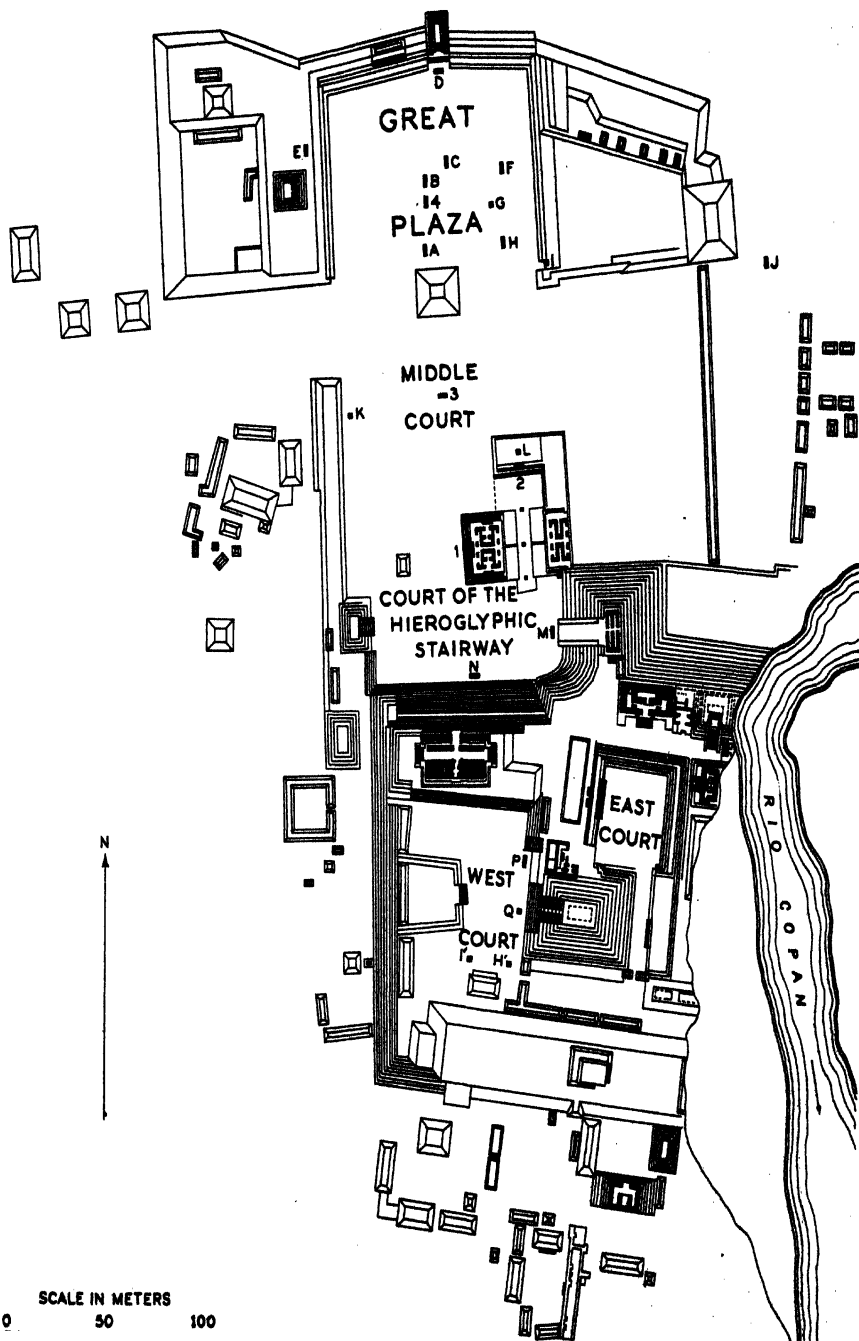 D
GREAT
E
C
F
B
4
G
PLAZA
A
H
J
MIDDLE
3
K
COURT
L
2
1
COURT OF THE
HIEROGLYPHIC
M
STAIRWAY
N
RIO COPAN
EAST
COURT
N
P
WEST
Q
COURT
I'
H'
SCALE IN METERS
0 50 100